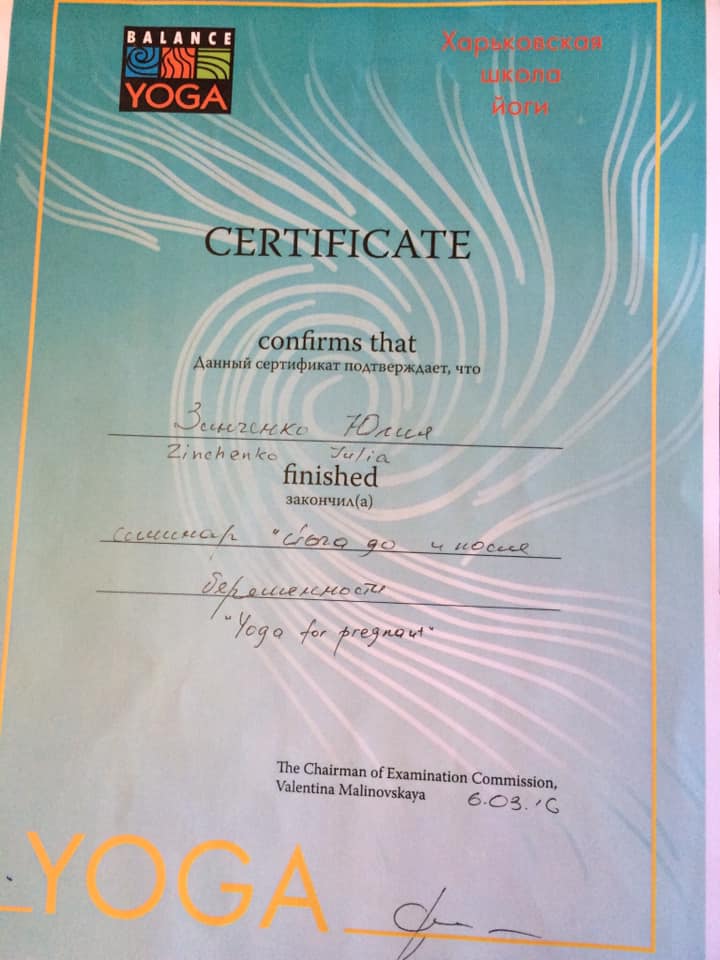 BALANCE
YOGA
Харьковская
школа
йоги
CERTIFICATE
confirms that
Данный сертификат подтверждает, что
Зинченко Юлия
Zinchenko Julia
finished
закончил(а)
семинар "Йога до и после
беременности
"Yoga for pregnant"
The Chairman of Examination Commission,
Valentina Malinovskaya 6.03.'16
YOGA